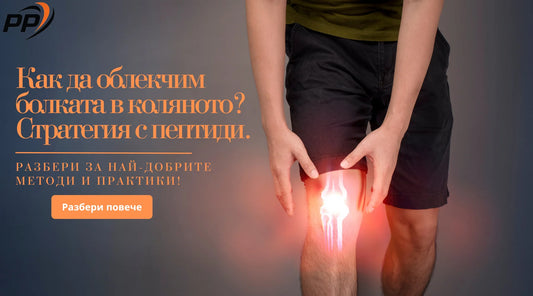 PP
Как да облекчим
болката в коляното?
Стратегия с пептиди.
РАЗБЕРИ ЗА НАЙ-ДОБРИТЕ
МЕТОДИ И ПРАКТИКИ!
Разбери повече